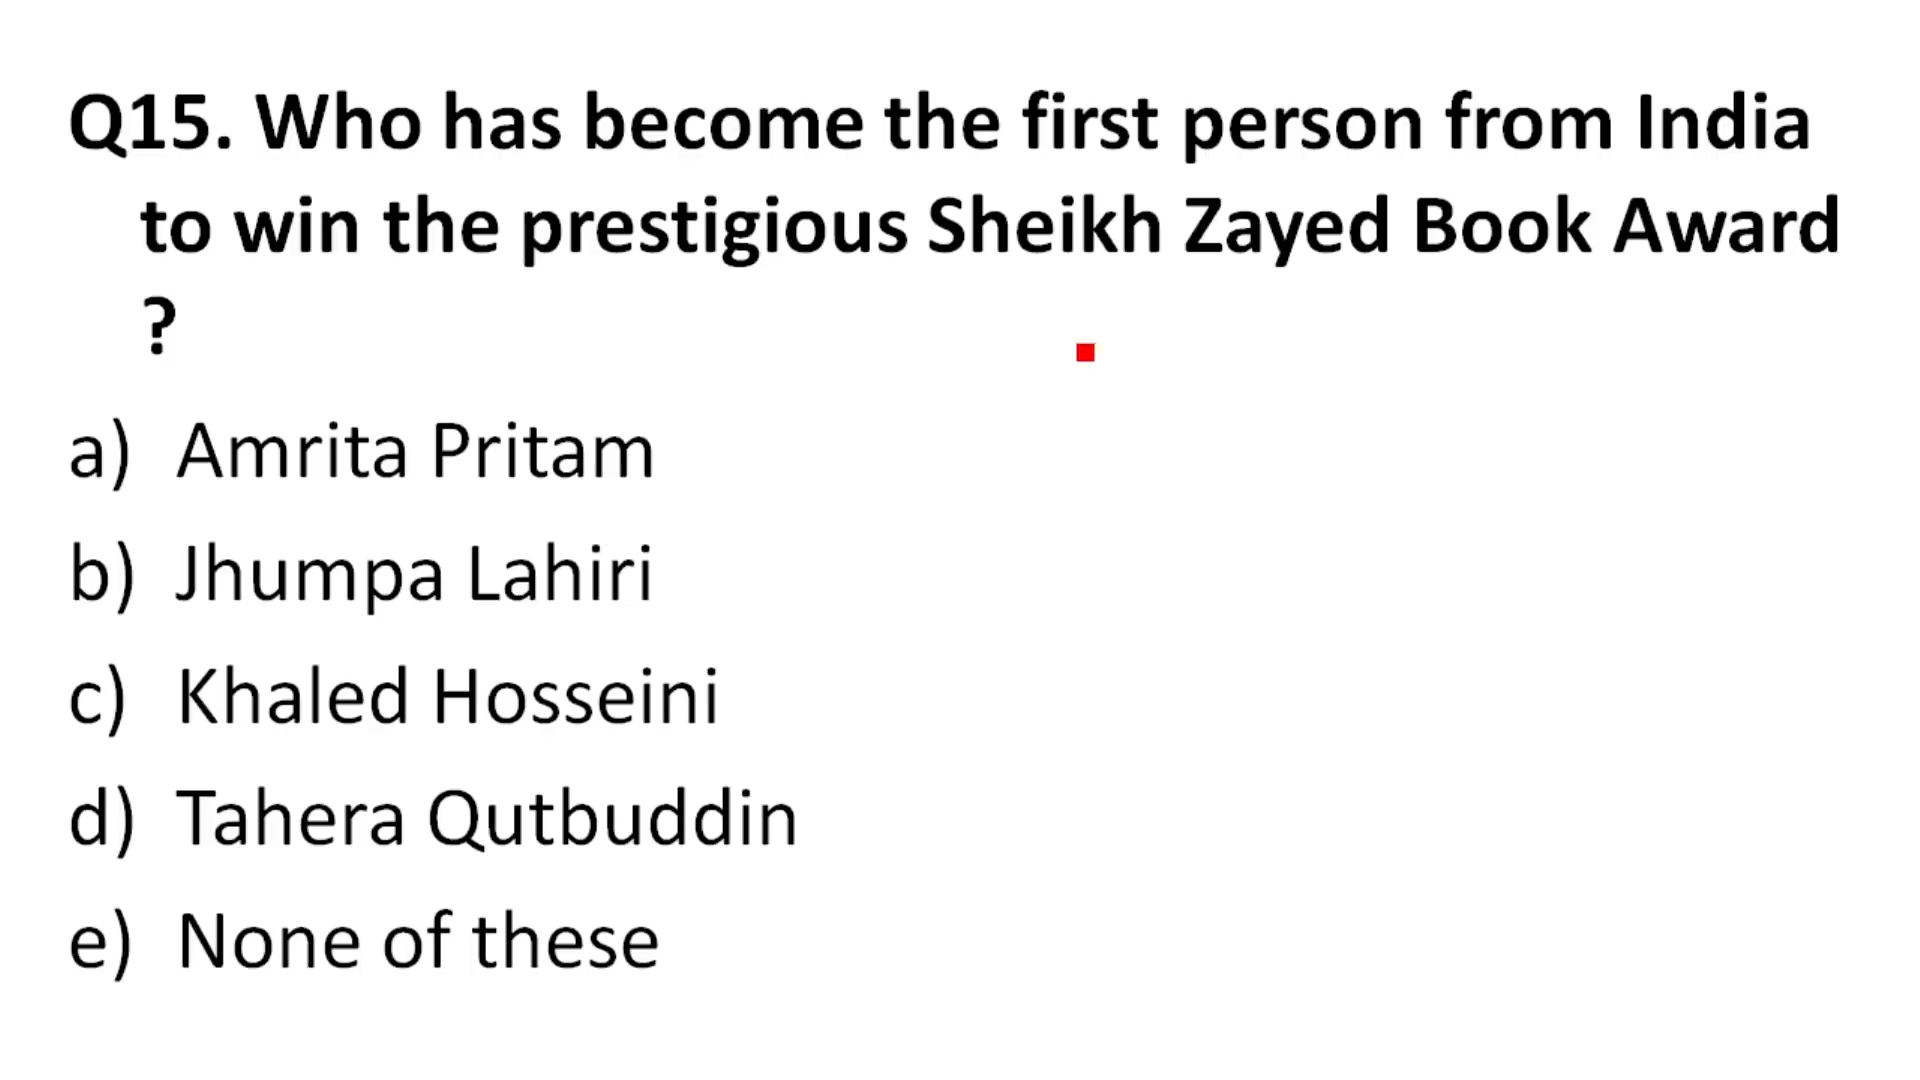 Q15. Who has become the first person from India
to win the prestigious Sheikh Zayed Book Award
?
a) Amrita Pritam
b) Jhumpa Lahiri
c) Khaled Hosseini
d) Tahera Qutbuddin
e) None of these